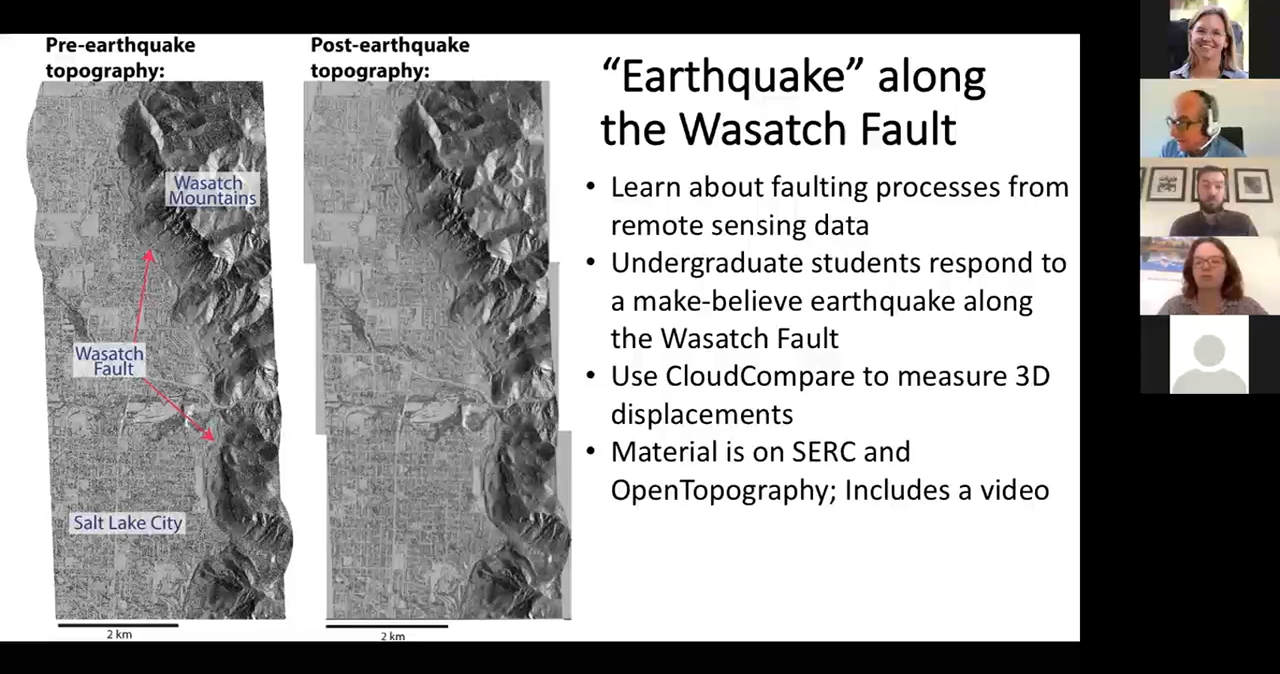 Pre-earthquake
topography:
Post-earthquake
topography:
Wasatch
Mountains
Wasatch
Fault
Salt Lake City
2 km
2 km
“Earthquake” along
the Wasatch Fault
• Learn about faulting processes from
remote sensing data
• Undergraduate students respond to
a make-believe earthquake along
the Wasatch Fault
• Use CloudCompare to measure 3D
displacements
• Material is on SERC and
OpenTopography; Includes a video